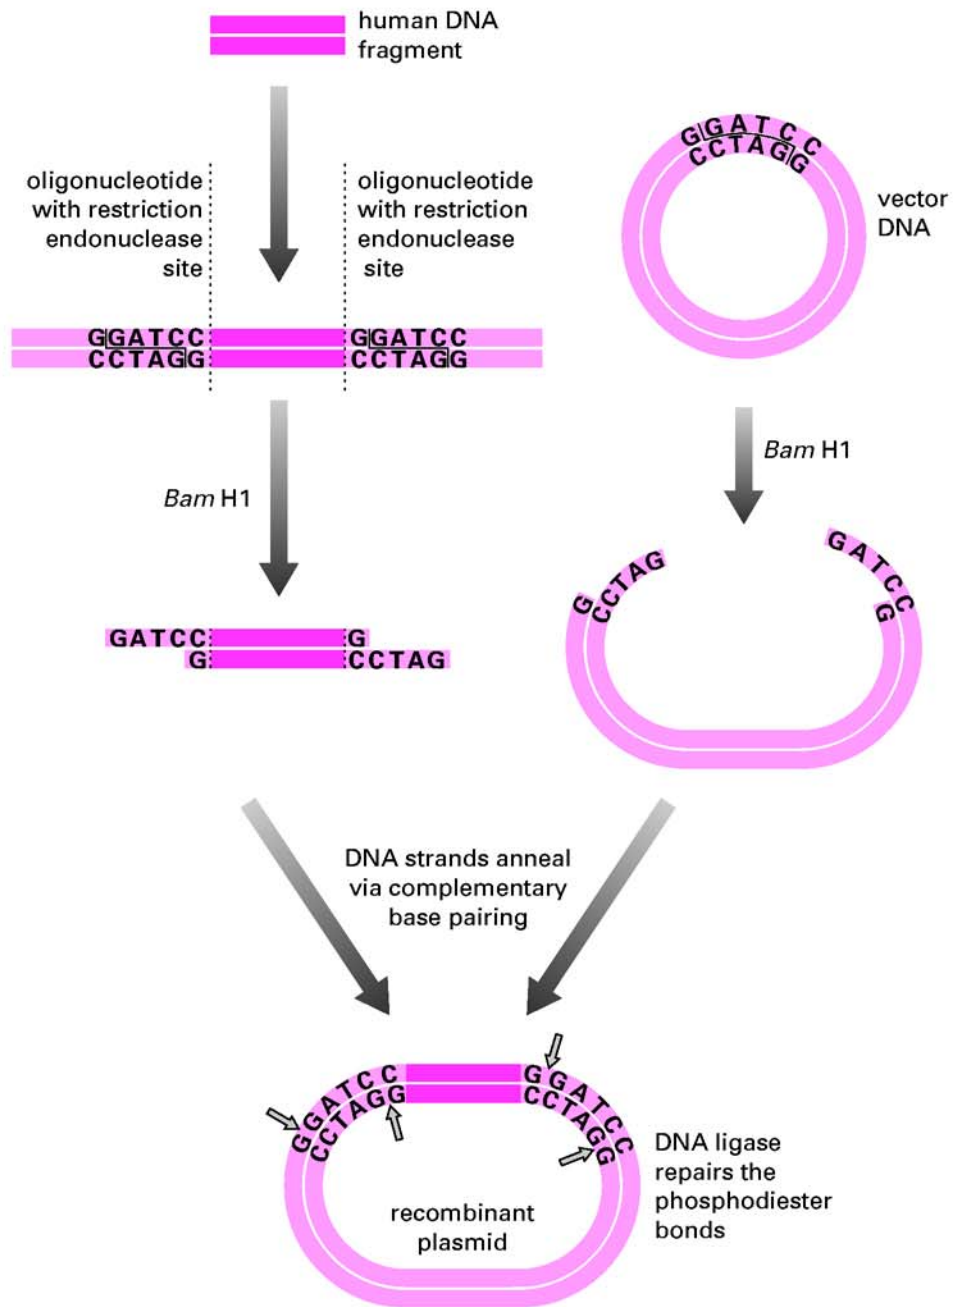 human DNA
fragment
oligonucleotide
with restriction
endonuclease
site
oligonucleotide
with restriction
endonuclease
site
GGATCC
CCTAGG
GGATCC
CCTAGG
Bam H1
GATCC
G
G
CCTAG
GGATCC
CCTAGG
vector
DNA
Bam H1
G
CCTAG
GATCC
G
DNA strands anneal
via complementary
base pairing
GGATCC
CCTAGG
GGATCC
CCTAGG
recombinant
plasmid
DNA ligase
repairs the
phosphodiester
bonds